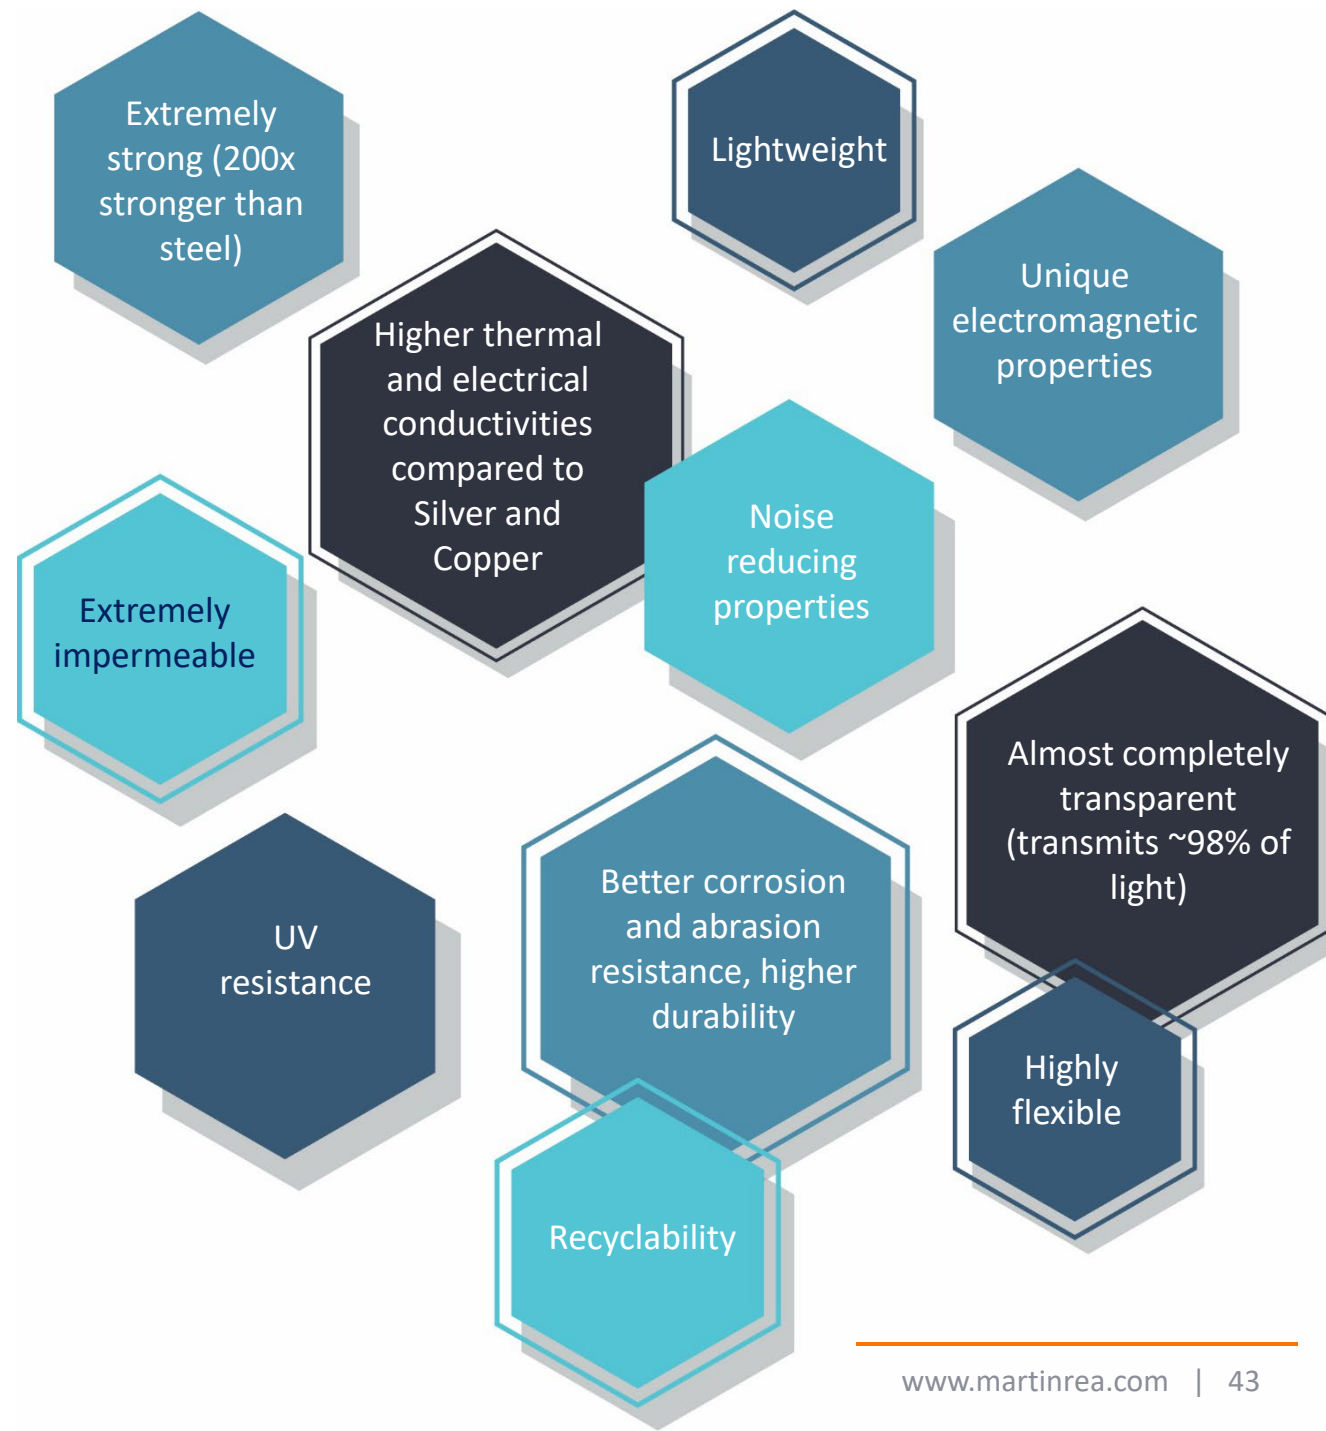 Extremely
strong (200x
stronger than
steel)
Lightweight
Unique
electromagnetic
properties
Higher thermal
and electrical
conductivities
compared to
Silver and
Copper
Noise
reducing
properties
Extremely
impermeable
Almost completely
transparent
(transmits ~98% of
light)
Better corrosion
and abrasion
resistance, higher
durability
UV
resistance
Highly
flexible
Recyclability
www.martinrea.com | 43